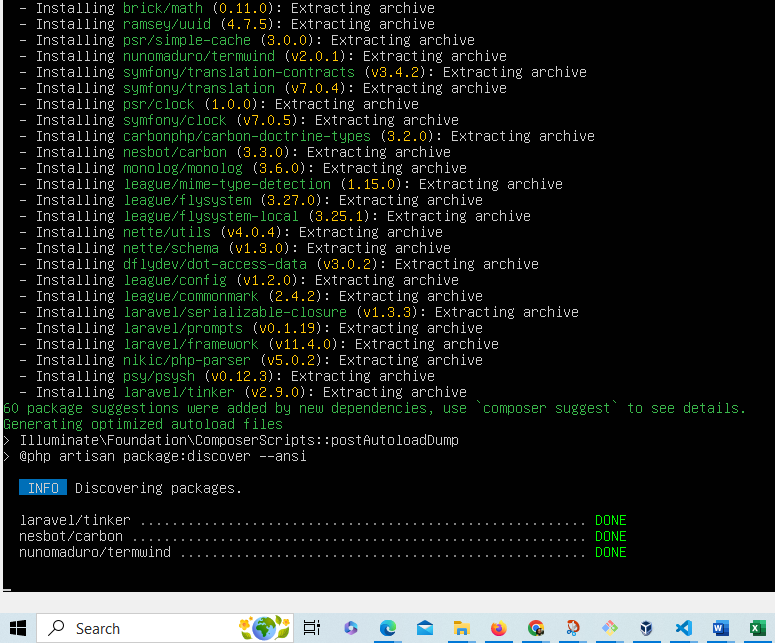 - Installing brick/math (0.11.0): Extracting archive
- Installing ramsey/uuid (4.7.5): Extracting archive
- Installing psr/simple-cache (3.0.0): Extracting archive
- Installing nunomaduro/termwind (v2.0.1): Extracting archive
- Installing symfony/translation-contracts (v3.4.2): Extracting archive
- Installing symfony/translation (v7.0.4): Extracting archive
- Installing psr/clock (1.0.0): Extracting archive
- Installing symfony/clock (v7.0.5): Extracting archive
- Installing carbonphp/carbon-doctrine-types (3.2.0): Extracting archive
- Installing nesbot/carbon (3.3.0): Extracting archive
- Installing monolog/monolog (3.6.0): Extracting archive
- Installing league/mime-type-detection (1.15.0): Extracting archive
- Installing league/flysystem (3.27.0): Extracting archive
- Installing league/flysystem-local (3.25.1): Extracting archive
- Installing nette/utils (v4.0.4): Extracting archive
- Installing nette/schema (v1.3.0): Extracting archive
- Installing dflydev/dot-access-data (v3.0.2): Extracting archive
- Installing league/config (v1.2.0): Extracting archive
- Installing league/commonmark (2.4.2): Extracting archive
- Installing laravel/serializable-closure (v1.3.3): Extracting archive
- Installing laravel/prompts (v0.1.19): Extracting archive
- Installing laravel/framework (v11.4.0): Extracting archive
- Installing nikic/php-parser (v5.0.2): Extracting archive
- Installing psy/psysh (v0.12.3): Extracting archive
- Installing laravel/tinker (v2.9.0): Extracting archive
60 package suggestions were added by new dependencies, use `composer suggest` to see details.
Generating optimized autoload files
> Illuminate\Foundation\ComposerScripts::postAutoloadDump
> @php artisan package:discover --ansi
INFO Discovering packages.
laravel/tinker ........................................................ DONE
nesbot/carbon ......................................................... DONE
nunomaduro/termwind ................................................... DONE
Search